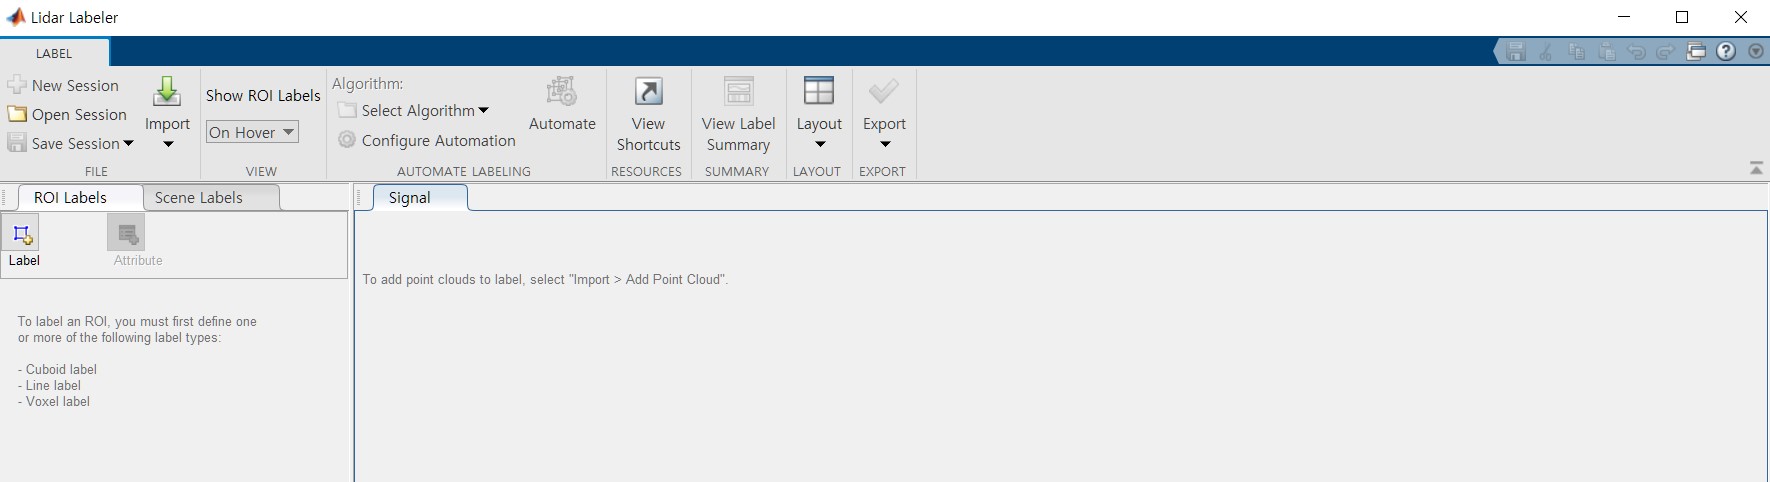 Lidar Labeler
LABEL
New Session
Open Session
Save Session
Import
FILE
Show ROI Labels
On Hover
VIEW
Algorithm:
Select Algorithm
Configure Automation
Automate
AUTOMATE LABELING
View
Shortcuts
RESOURCES
View Label
Summary
SUMMARY
Layout
LAYOUT
Export
EXPORT
ROI Labels
Scene Labels
Signal
Label
Attribute
To label an ROI, you must first define one
or more of the following label types:
- Cuboid label
- Line label
- Voxel label
To add point clouds to label, select "Import > Add Point Cloud".